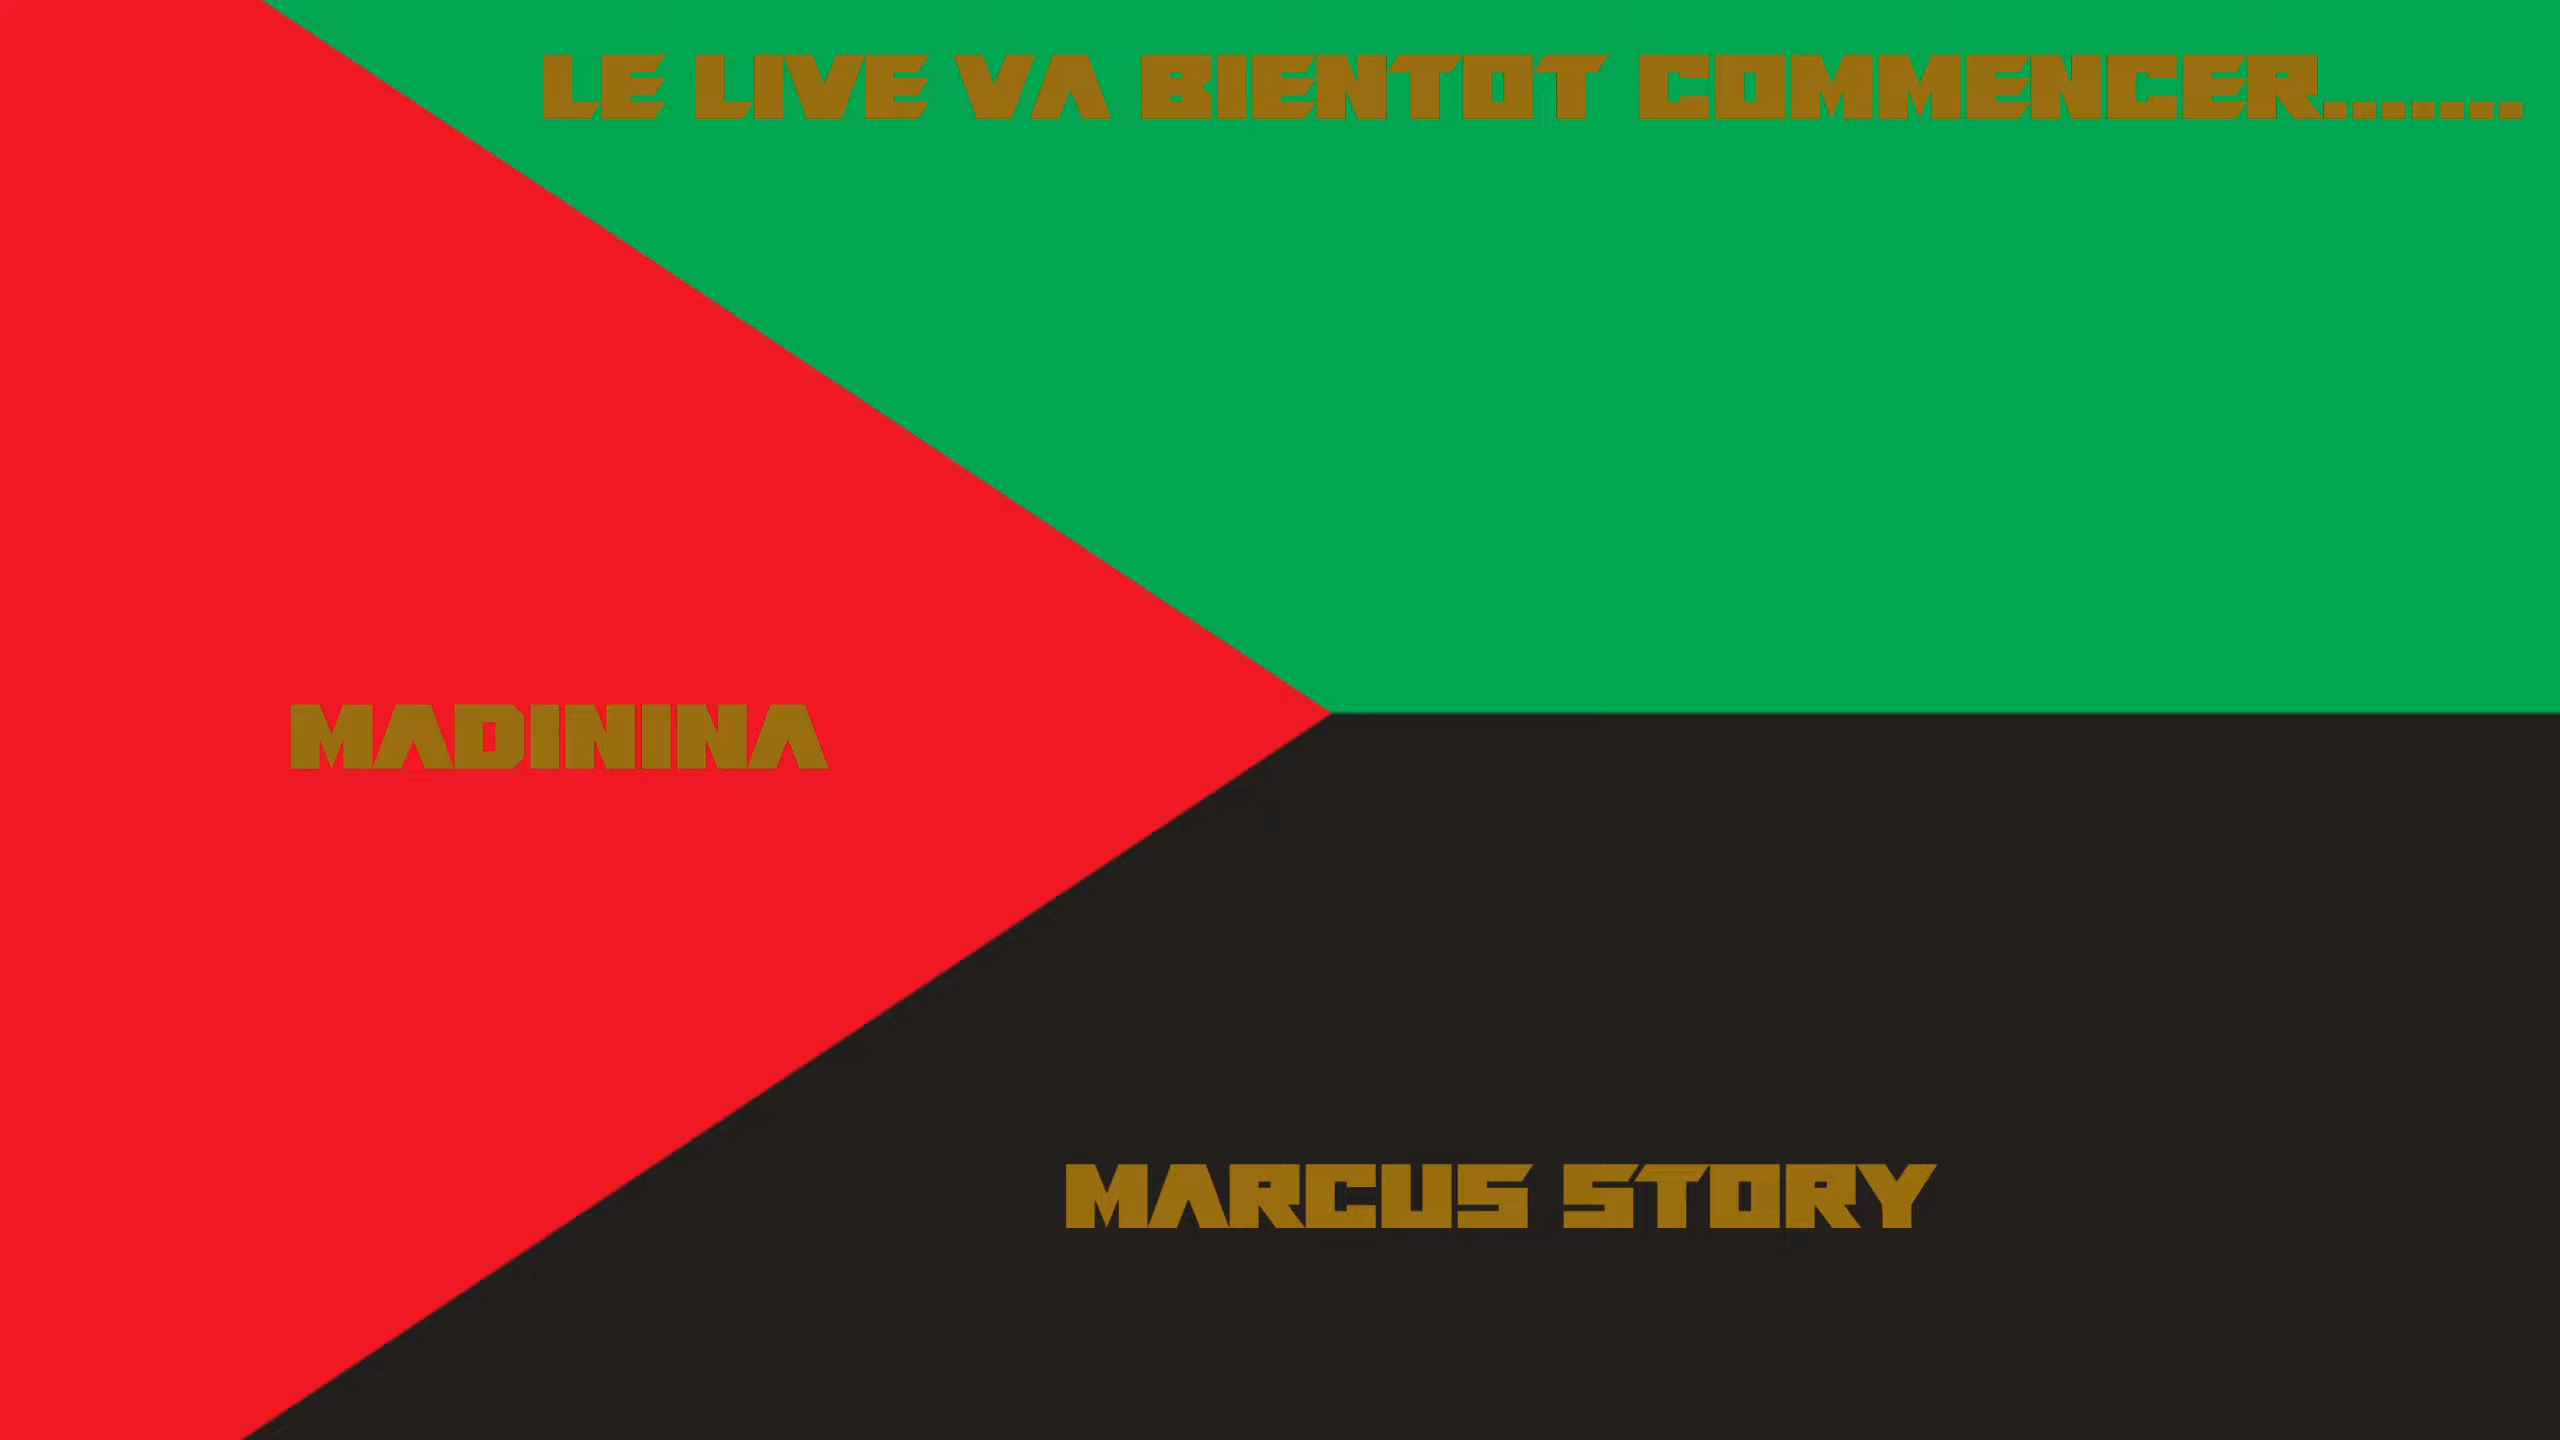 LE LIVE VA BIENTOT COMMENCER.......
MADININA
MARCUS STORY